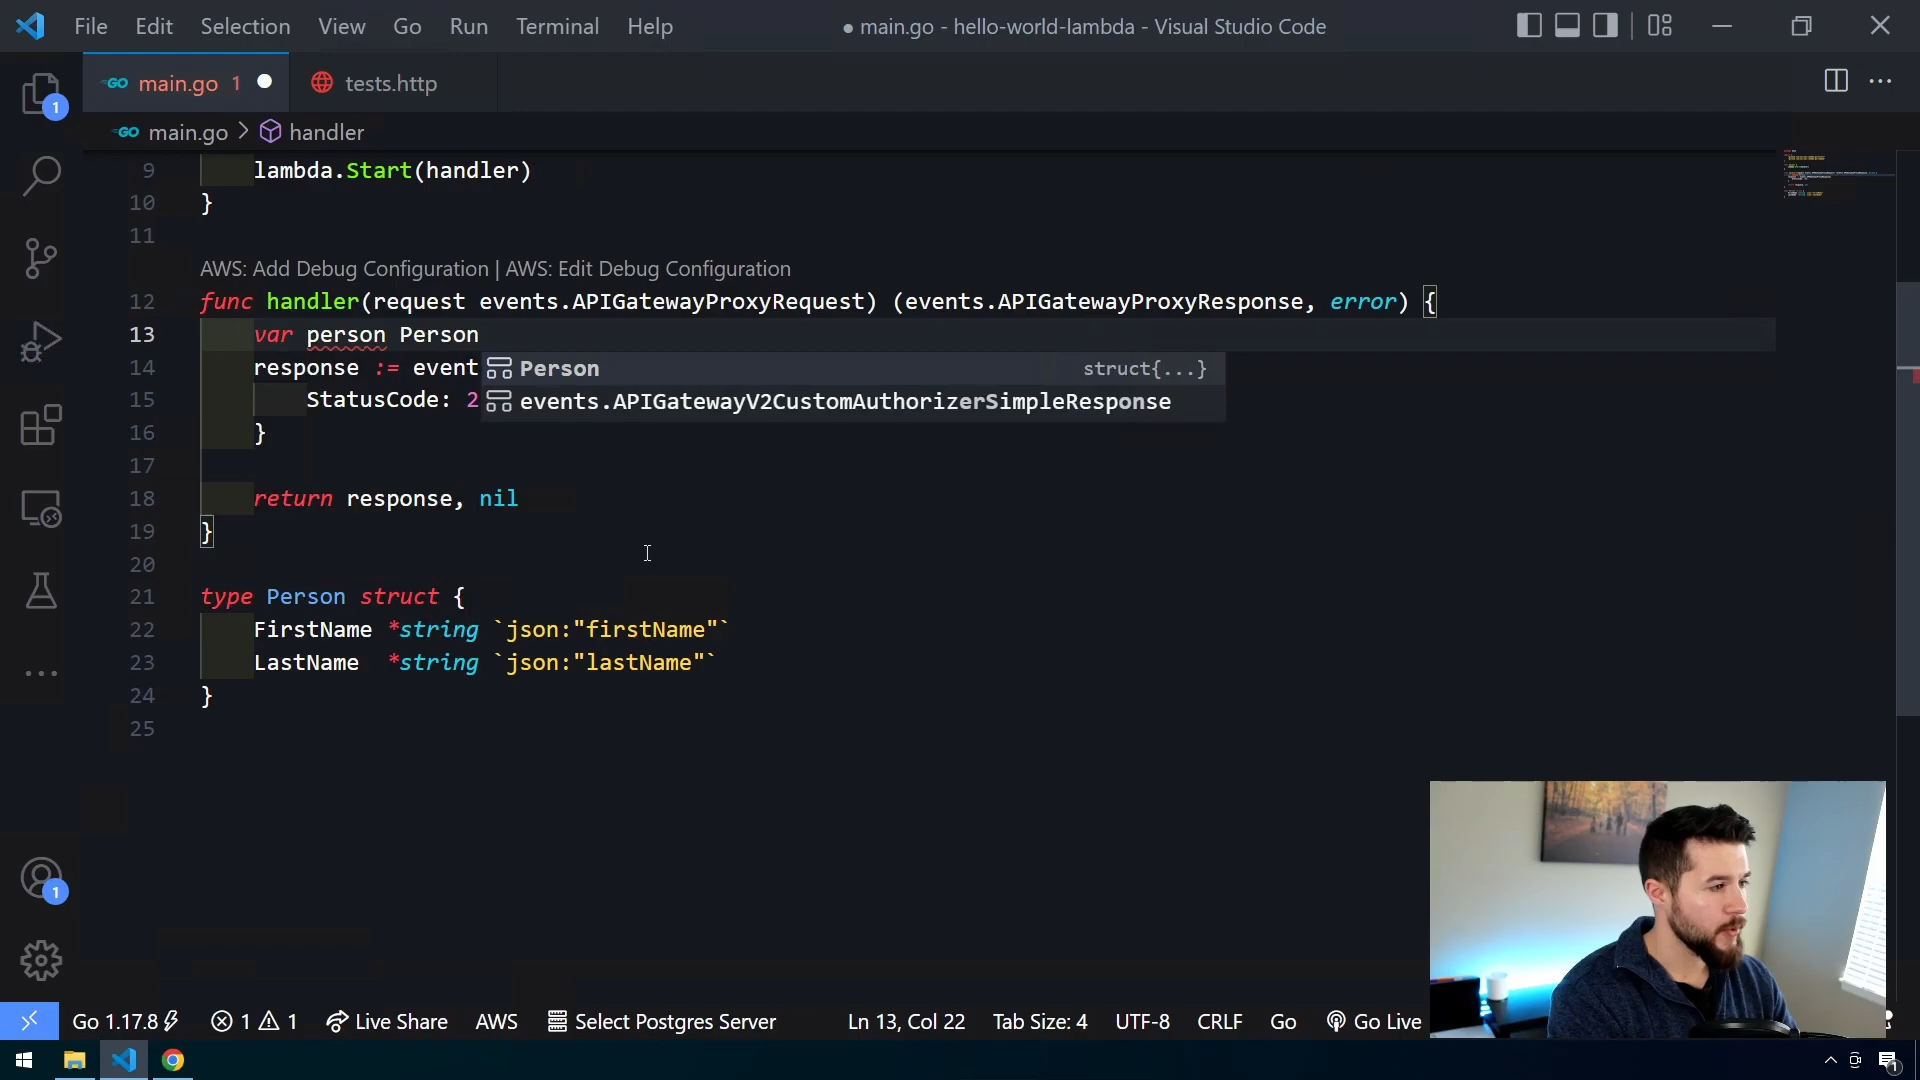 File Edit Selection View Go Run Terminal Help ● main.go - hello-world-lambda - Visual Studio Code
GO main.go 1 ● tests.http
1
GO main.go > handler
9 lambda.Start(handler)
10 }
11
AWS: Add Debug Configuration | AWS: Edit Debug Configuration
12 func handler(request events.APIGatewayProxyRequest) (events.APIGatewayProxyResponse, error) {
13 var person Person
14 response := event Person struct{...}
15 StatusCode: 2 events.APIGatewayV2CustomAuthorizerSimpleResponse
16 }
17
18 return response, nil
19 }
20
21 type Person struct {
22 FirstName *string `json:"firstName"`
23 LastName *string `json:"lastName"`
24 }
25
1
Go 1.17.8 1 1 Live Share AWS Select Postgres Server Ln 13, Col 22 Tab Size: 4 UTF-8 CRLF Go Go Live
1